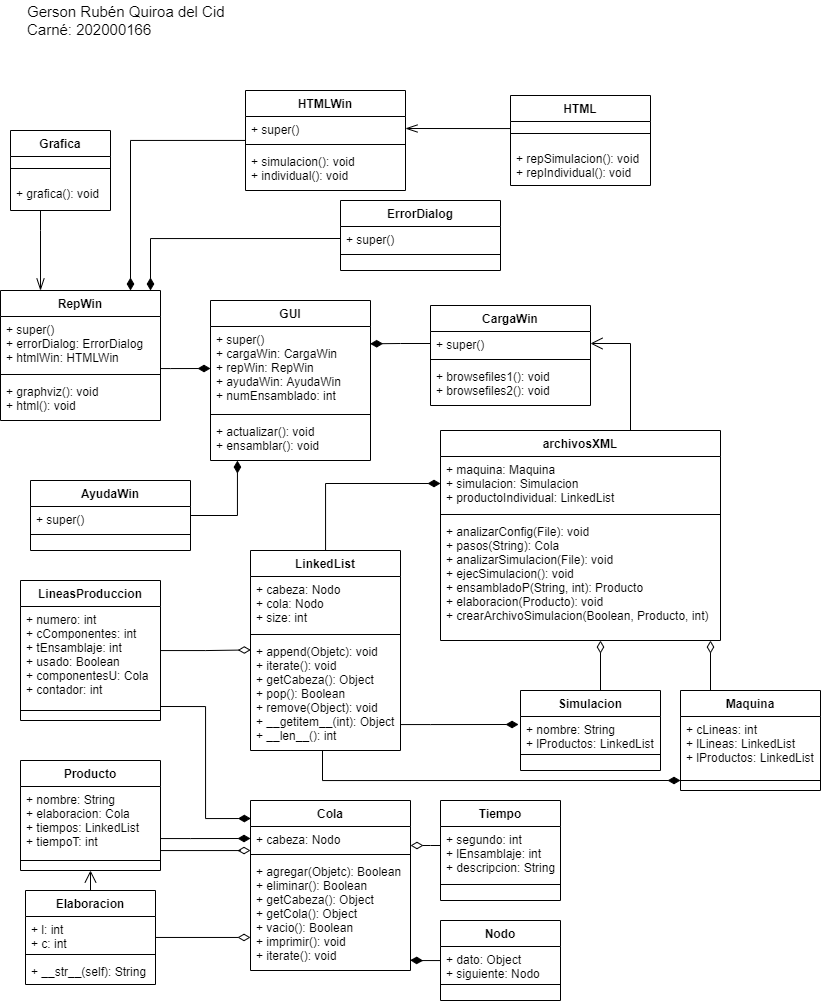 Gerson Rubén Quiroa del Cid
Carné: 202000166
HTMLWin
+ super()
+ simulacion(): void
+ individual(): void
HTML
+ repSimulacion(): void
+ repIndividual(): void
Grafica
+ grafica(): void
ErrorDialog
+ super()
RepWin
+ super()
+ errorDialog: ErrorDialog
+ htmlWin: HTMLWin
+ graphviz(): void
+ html(): void
GUI
+ super()
+ cargaWin: CargaWin
+ repWin: RepWin
+ ayudaWin: AyudaWin
+ numEnsamblado: int
+ actualizar(): void
+ ensamblar(): void
CargaWin
+ super()
+ browsefiles1(): void
+ browsefiles2(): void
archivosXML
+ maquina: Maquina
+ simulacion: Simulacion
+ productoIndividual: LinkedList
+ analizarConfig(File): void
+ pasos(String): Cola
+ analizarSimulacion(File): void
+ ejecSimulacion(): void
+ ensambladoP(String, int): Producto
+ elaboracion(Producto): void
+ crearArchivoSimulacion(Boolean, Producto, int)
AyudaWin
+ super()
LinkedList
+ cabeza: Nodo
+ cola: Nodo
+ size: int
+ append(Objetc): void
+ iterate(): void
+ getCabeza(): Object
+ pop(): Boolean
+ remove(Object): void
+ __getitem__(int): Object
+ __len__(): int
LineasProduccion
+ numero: int
+ cComponentes: int
+ tEnsamblaje: int
+ usado: Boolean
+ componentesU: Cola
+ contador: int
Simulacion
+ nombre: String
+ lProductos: LinkedList
Maquina
+ cLineas: int
+ lLineas: LinkedList
+ lProductos: LinkedList
Producto
+ nombre: String
+ elaboracion: Cola
+ tiempos: LinkedList
+ tiempoT: int
Cola
+ cabeza: Nodo
+ agregar(Objetc): Boolean
+ eliminar(): Boolean
+ getCabeza(): Object
+ getCola(): Object
+ vacio(): Boolean
+ imprimir(): void
+ iterate(): void
Tiempo
+ segundo: int
+ lEnsamblaje: int
+ descripcion: String
Elaboracion
+ l: int
+ c: int
+ __str__(self): String
Nodo
+ dato: Object
+ siguiente: Nodo